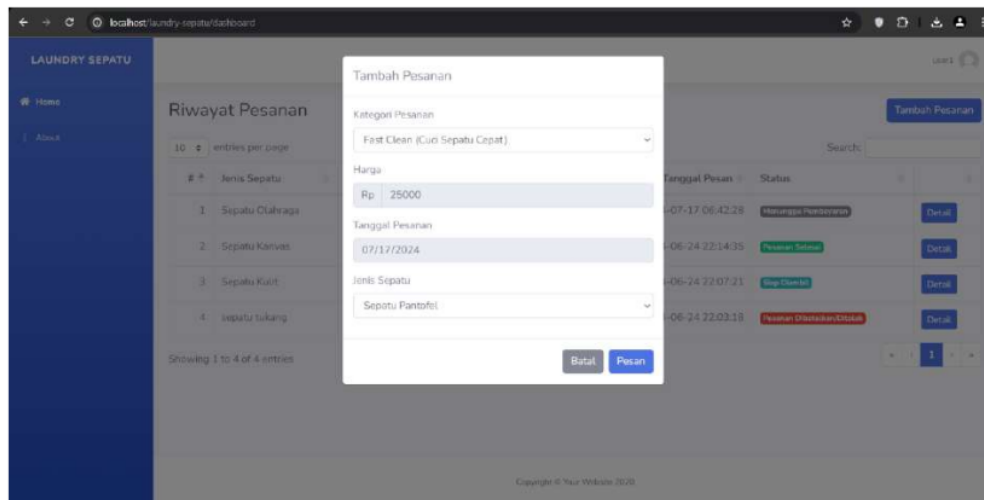 localhost/laundry-sepatu/dashboard
LAUNDRY SEPATU
user1
Home
About
Riwayat Pesanan
Tambah Pesanan
10 entries per page
Search:
# Jenis Sepatu Tanggal Pesan Status
1 Sepatu Olahraga -07-17 06:42:28 Menunggu Pembayaran Detail
2 Sepatu Kanvas -06-24 22:14:35 Pesanan Selesai Detail
3 Sepatu Kulit -06-24 22:07:21 Siap Diambil Detail
4 sepatu tukang -06-24 22:03:18 Pesanan Dibatalkan/Ditolak Detail
Showing 1 to 4 of 4 entries
« ‹ 1 › »
Tambah Pesanan
Kategori Pesanan
Fast Clean (Cuci Sepatu Cepat)
Harga
Rp 25000
Tanggal Pesanan
07/17/2024
Jenis Sepatu
Sepatu Pantofel
Batal Pesan
Copyright © Your Website 2020